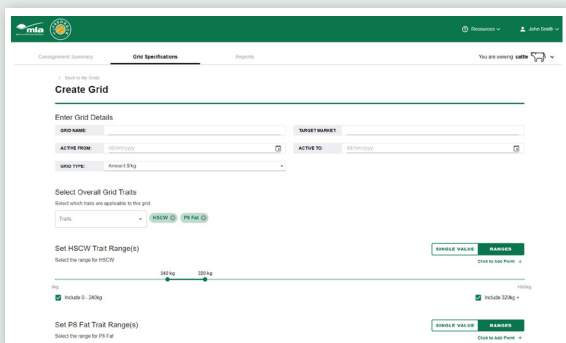 mla
Resources
John Smith
Consignment Summary
Grid Specifications
Reports
You are viewing: cattle
Back to My Grids
Create Grid
Enter Grid Details
GRID NAME:
TARGET MARKET:
ACTIVE FROM:
dd/mm/yyyy
ACTIVE TO:
dd/mm/yyyy
GRID TYPE:
Amount $/kg
Select Overall Grid Traits
Select which traits are applicable to this grid
Traits
HSCW
P8 Fat
Set HSCW Trait Range(s)
SINGLE VALUE
RANGES
Select the range for HSCW
Click to Add Point +
240 kg
320 kg
0kg
Include 0 - 240kg
Include 320kg +
Set P8 Fat Trait Range(s)
SINGLE VALUE
RANGES
Select the range for P8 Fat
Click to Add Point +